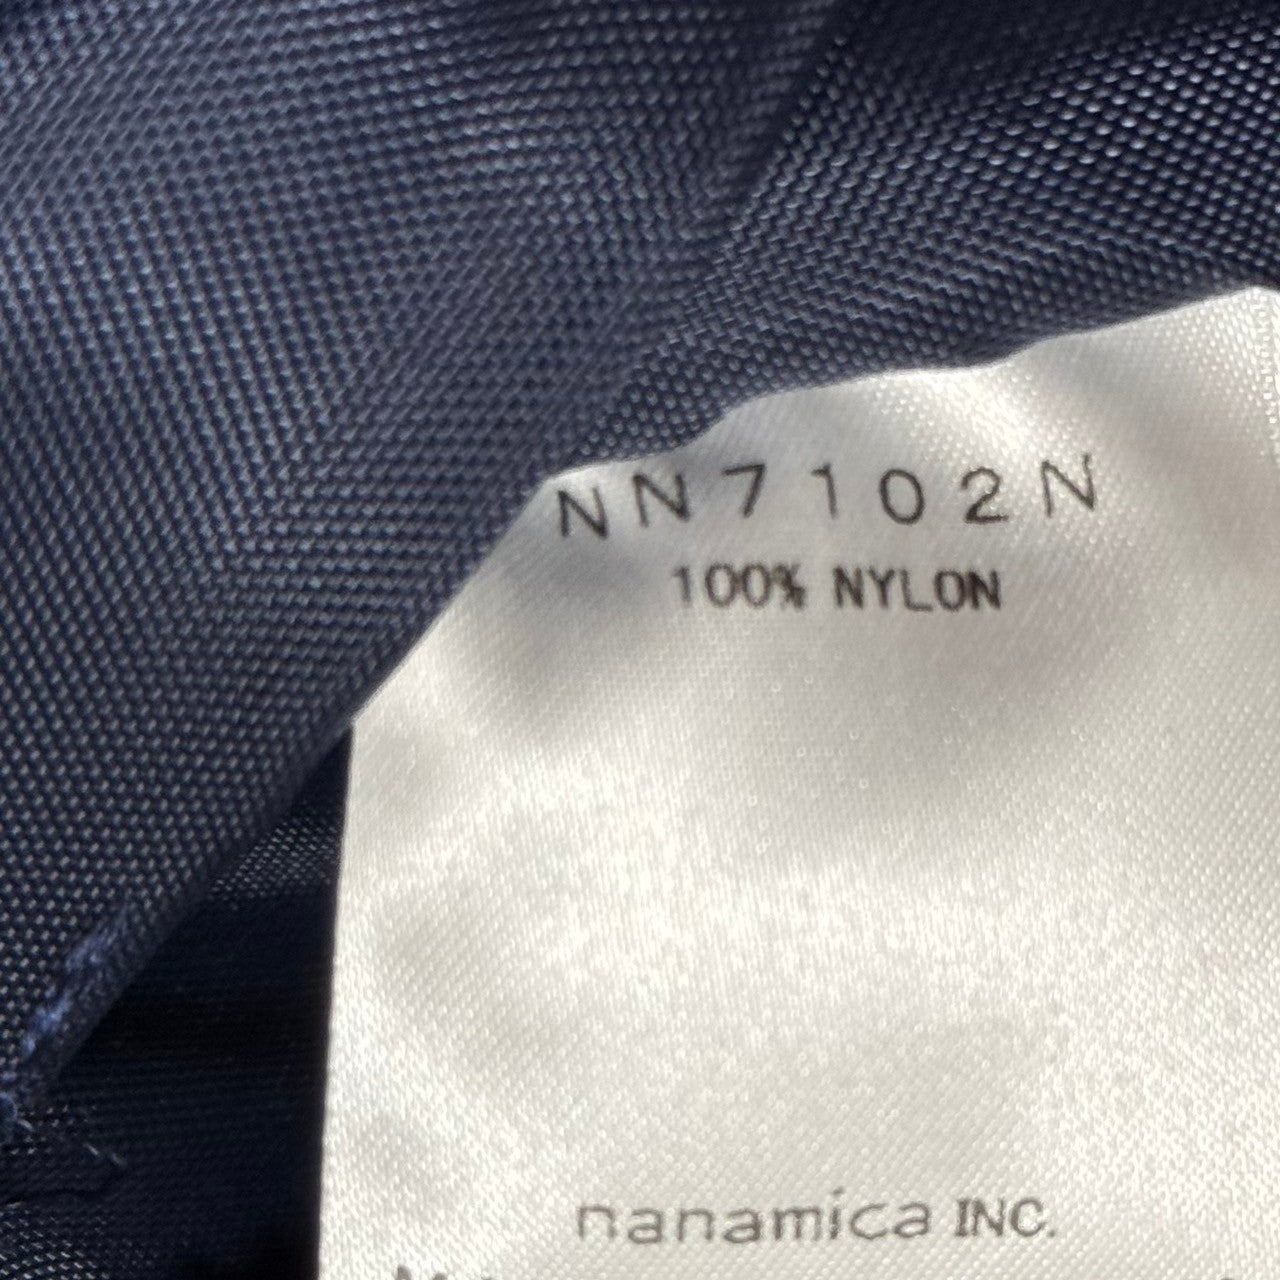 NN7102N
100% NYLON
nanamica INC.